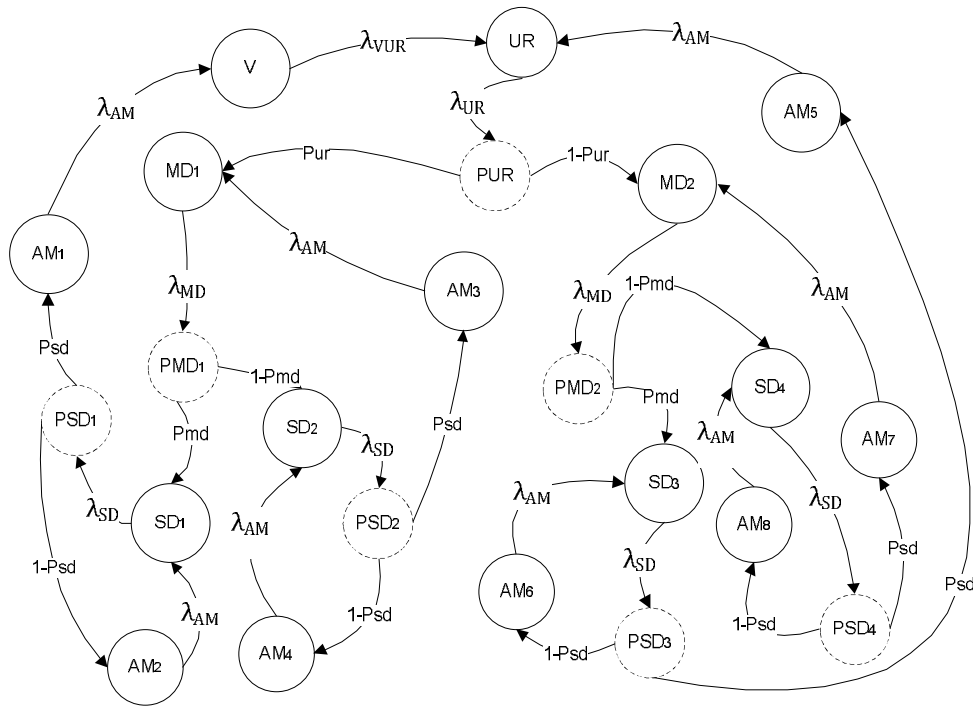 V
λVUR
UR
λAM
AM5
λAM
λUR
MD1
Pur
PUR
1-Pur
MD2
AM1
λAM
AM3
λMD
λMD
1-Pmd
λAM
Psd
PMD1
1-Pmd
PMD2
Pmd
SD4
PSD1
Pmd
SD2
λSD
Psd
λAM
AM7
SD3
λSD
SD1
λAM
PSD2
λAM
AM8
λSD
Psd
1-Psd
λSD
AM6
Psd
λAM
1-Psd
1-Psd
PSD4
PSD3
1-Psd
AM2
AM4